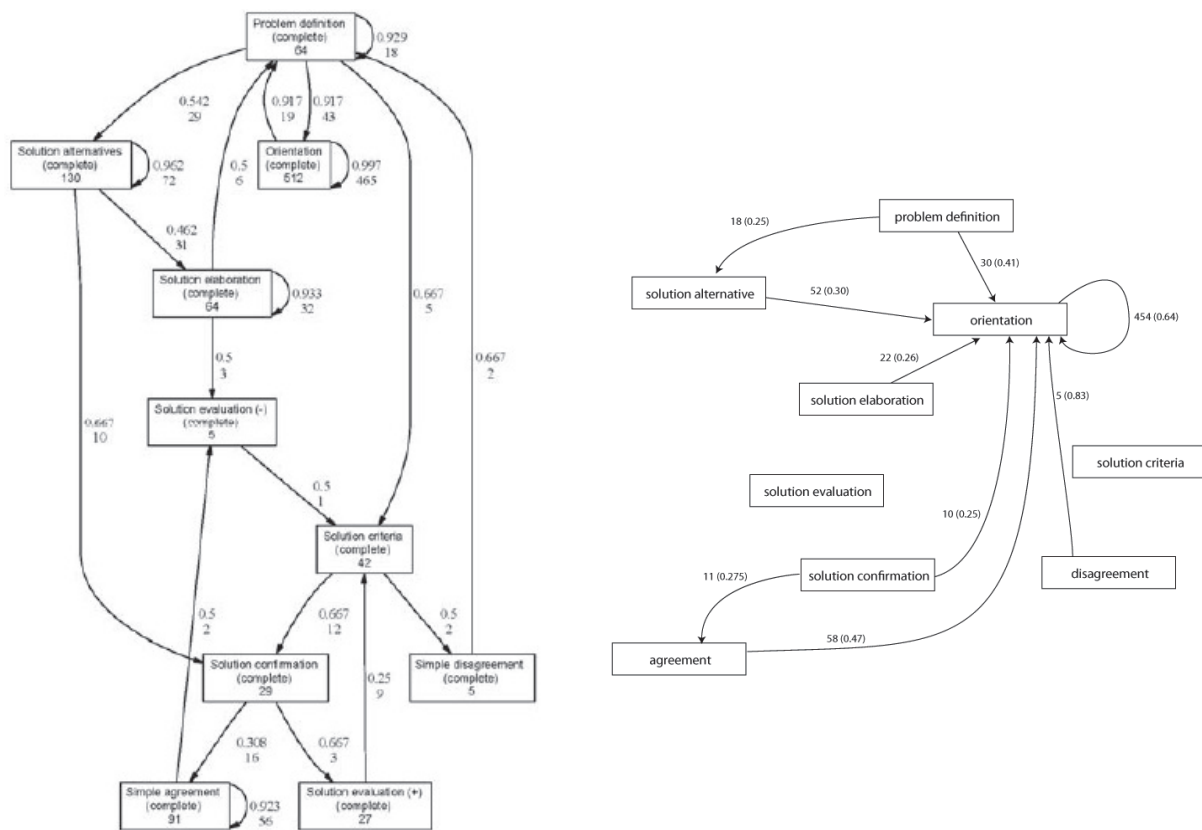 Problem definition
(complete)
64
0.929
18
0.542
29
0.917
19
0.917
43
Solution alternatives
(complete)
130
0.962
72
Orientation
(complete)
512
0.997
465
0.5
6
0.462
31
Solution elaboration
(complete)
64
0.933
32
0.667
5
0.5
3
0.667
2
Solution evaluation (-)
(complete)
5
0.667
10
0.5
1
Solution criteria
(complete)
42
0.5
2
0.667
12
0.5
2
Solution confirmation
(complete)
29
Simple disagreement
(complete)
5
0.25
9
0.308
16
0.667
3
Simple agreement
(complete)
91
0.923
56
Solution evaluation (+)
(complete)
27
problem definition
18 (0.25)
30 (0.41)
solution alternative
52 (0.30)
orientation
454 (0.64)
22 (0.26)
solution elaboration
5 (0.83)
solution criteria
solution evaluation
10 (0.25)
solution confirmation
disagreement
11 (0.275)
58 (0.47)
agreement